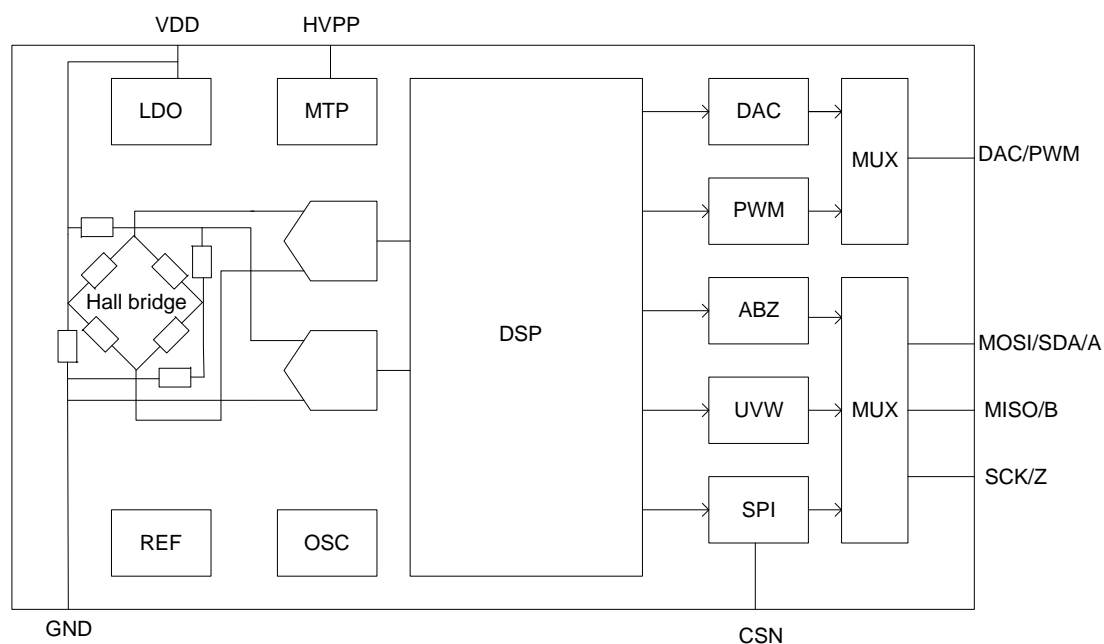 VDD
HVPP
LDO
MTP
DAC
MUX
DAC/PWM
PWM
Hall bridge
DSP
ABZ
MOSI/SDA/A
UVW
MUX
MISO/B
SCK/Z
SPI
REF
OSC
GND
CSN